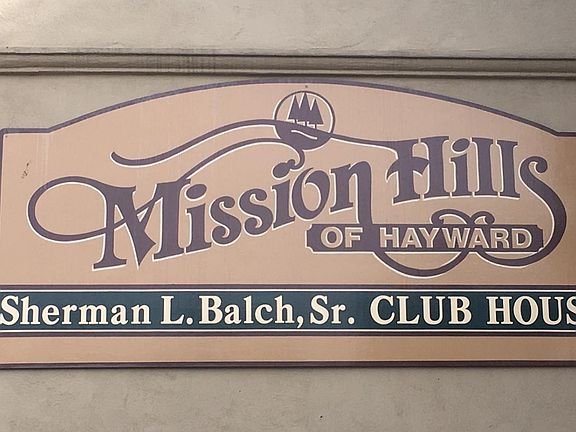 Mission Hills
OF HAYWARD
Sherman L. Balch, Sr. CLUB HOUS